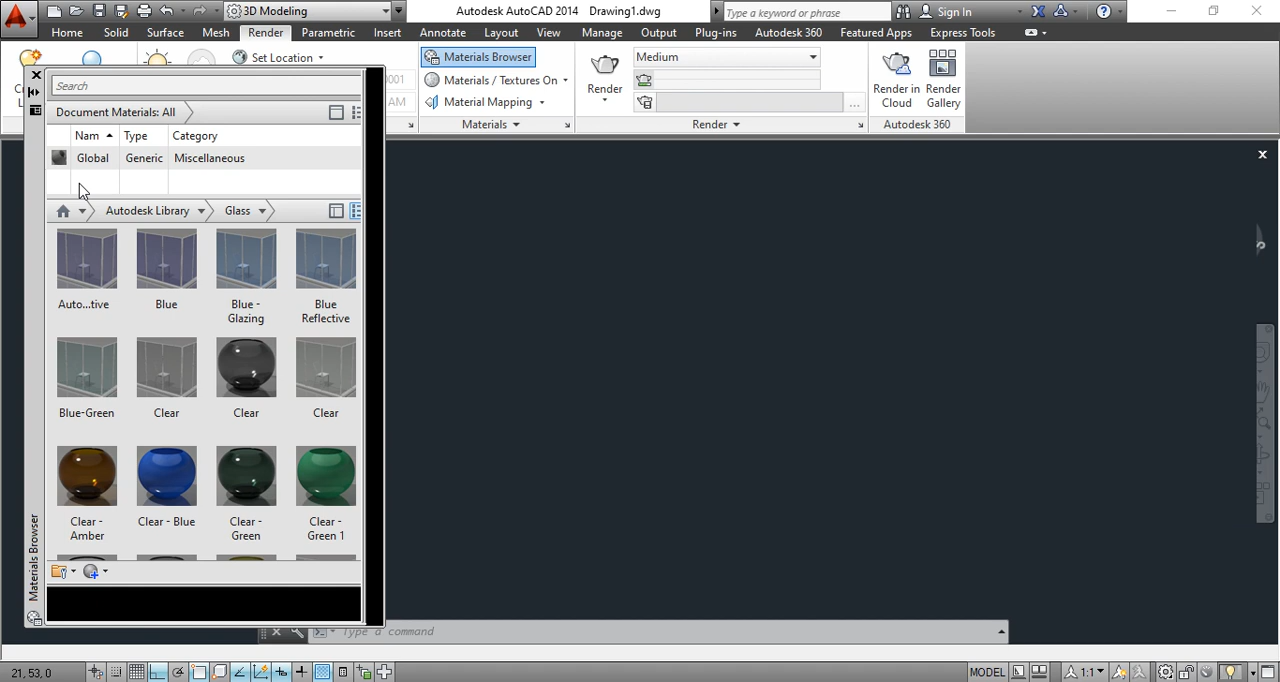 3D Modeling
Autodesk AutoCAD 2014 Drawing1.dwg
Type a keyword or phrase
Sign In
Home Solid Surface Mesh Render Parametric Insert Annotate Layout View Manage Output Plug-ins Autodesk 360 Featured Apps Express Tools
Set Location
Materials Browser
Medium
Materials / Textures On
Material Mapping
Render
Render in Cloud
Render Gallery
Materials
Render
Autodesk 360
Search
Document Materials: All
Nam Type Category
Global Generic Miscellaneous
Autodesk Library Glass
Auto...tive Blue Blue - Glazing Blue Reflective
Blue-Green Clear Clear Clear
Clear - Amber Clear - Blue Clear - Green Clear - Green 1
Materials Browser
Type a command
21, 53, 0
MODEL
1:1